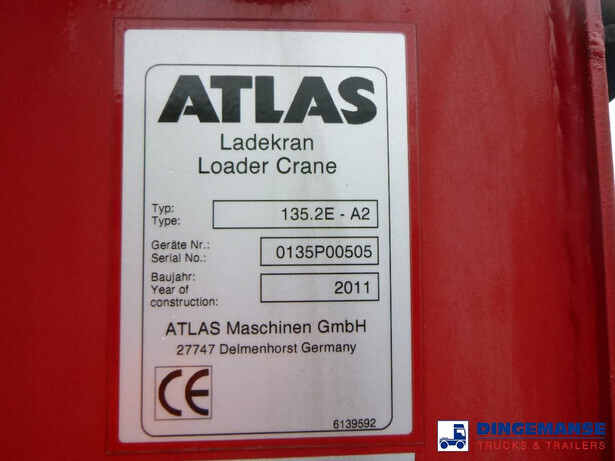 ATLAS
Ladekran
Loader Crane
Typ:
Type:
135.2E - A2
Geräte Nr.:
Serial No.:
0135P00505
Baujahr:
Year of
construction:
2011
ATLAS Maschinen GmbH
27747 Delmenhorst Germany
CE
6139592
DINGEMANSE
TRUCKS & TRAILERS